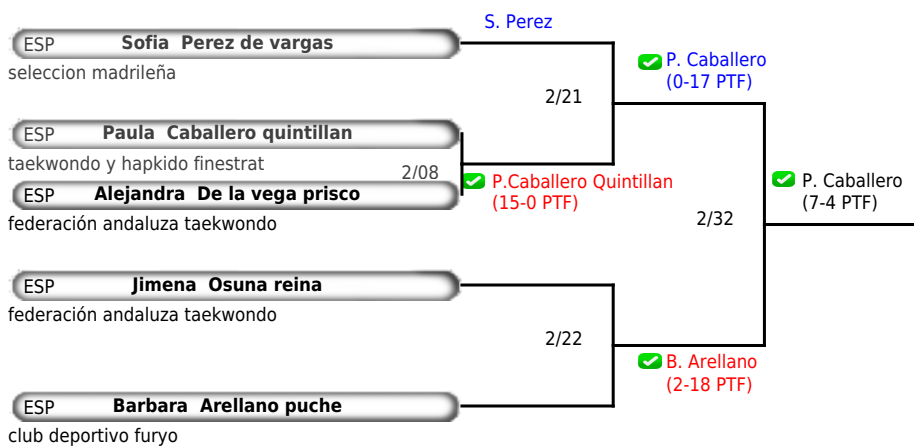 S. Perez
ESP Sofia Perez de vargas
seleccion madrileña
P. Caballero
(0-17 PTF)
2/21
ESP Paula Caballero quintillan
taekwondo y hapkido finestrat
2/08
P.Caballero Quintillan
(15-0 PTF)
ESP Alejandra De la vega prisco
federación andaluza taekwondo
P. Caballero
(7-4 PTF)
2/32
ESP Jimena Osuna reina
federación andaluza taekwondo
2/22
B. Arellano
(2-18 PTF)
ESP Barbara Arellano puche
club deportivo furyo